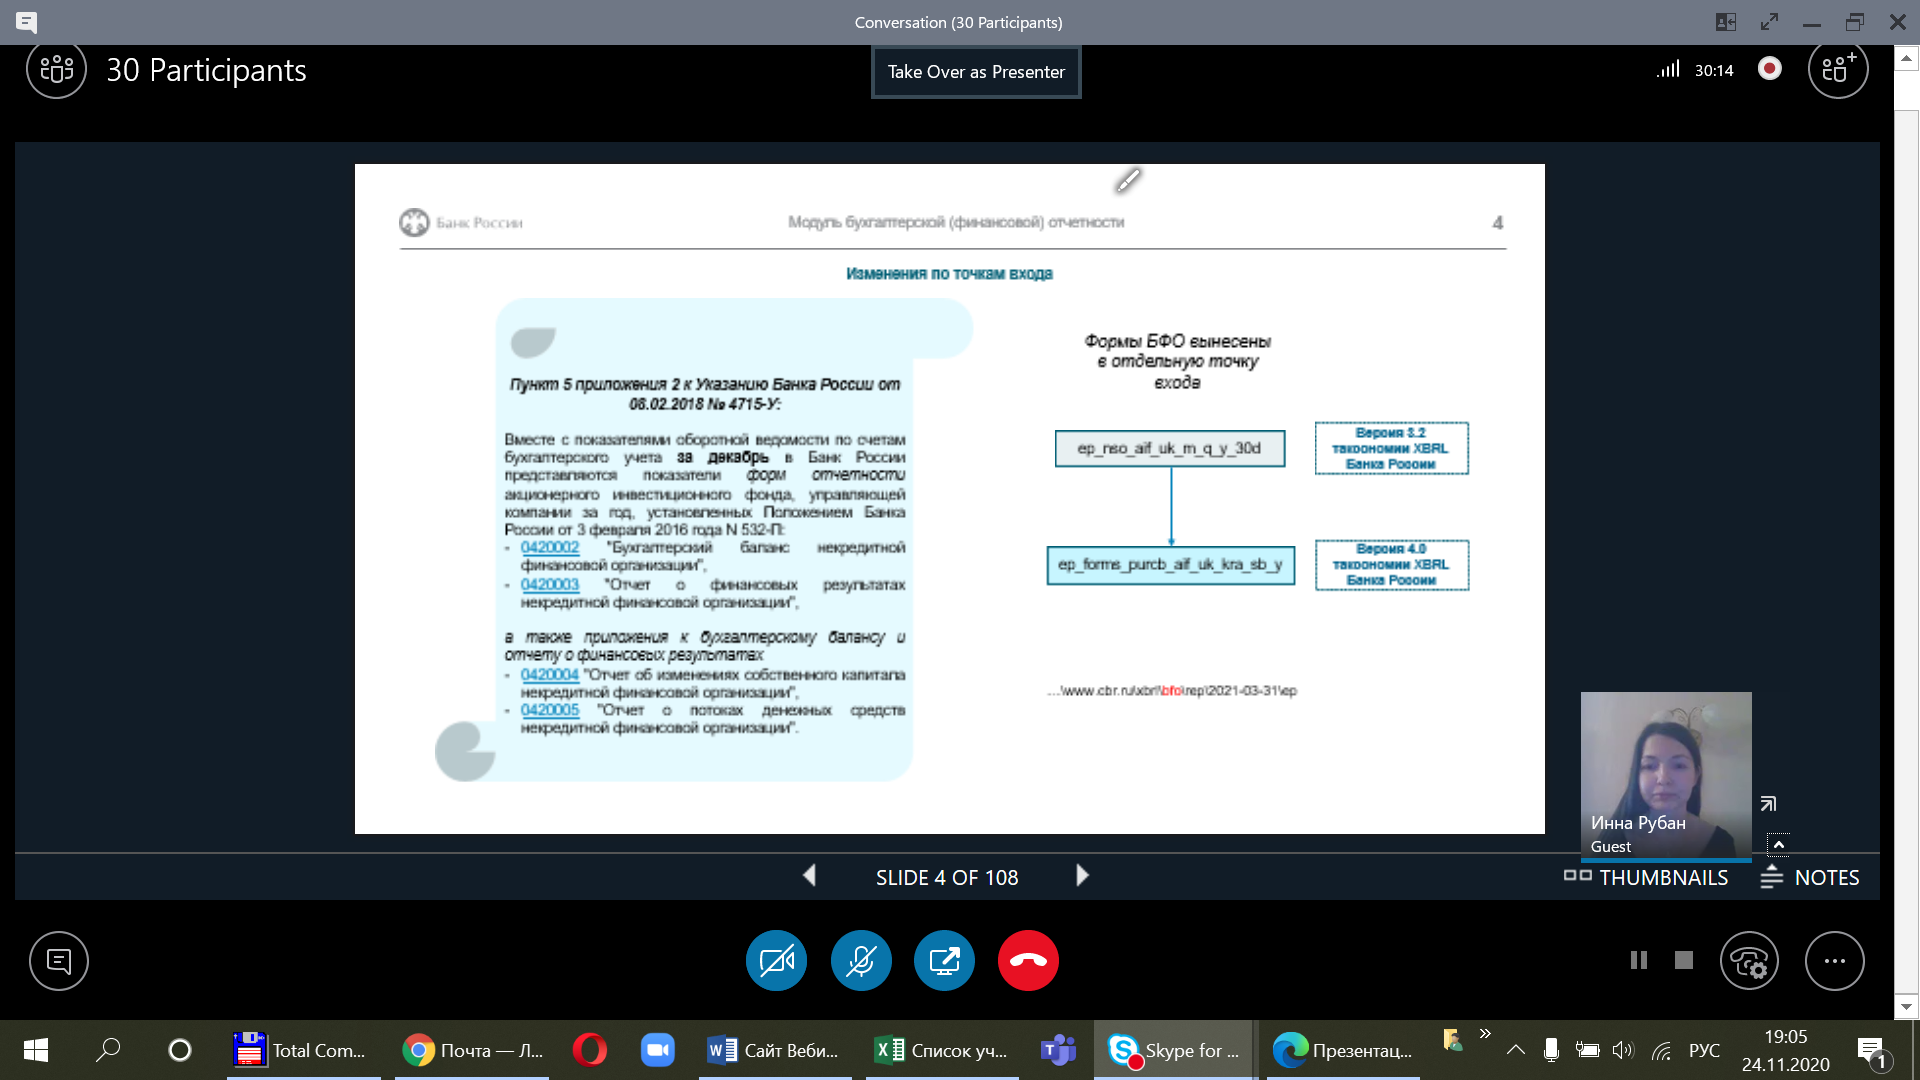 Conversation (30 Participants)
30 Participants
Take Over as Presenter
30:14
Банк России
Модуль бухгалтерской (финансовой) отчетности
4
Изменения по точкам входа
Пункт 5 приложения 2 к Указанию Банка России от
08.02.2018 № 4715-У:
Вместе с показателями оборотной ведомости по счетам
бухгалтерского учета за декабрь в Банк России
представляются показатели форм отчетности
акционерного инвестиционного фонда, управляющей
компании за год, установленных Положением Банка
России от 3 февраля 2016 года N 532-П:
- 0420002 "Бухгалтерский баланс некредитной
финансовой организации",
- 0420003 "Отчет о финансовых результатах
некредитной финансовой организации",
а также приложения к бухгалтерскому балансу и
отчету о финансовых результатах
- 0420004 "Отчет об изменениях собственного капитала
некредитной финансовой организации",
- 0420005 "Отчет о потоках денежных средств
некредитной финансовой организации".
Формы БФО вынесены
в отдельную точку
входа
ep_nso_aif_uk_m_q_y_30d
Версия 3.2
таксономии XBRL
Банка России
ep_forms_purcb_aif_uk_kra_sb_y
Версия 4.0
таксономии XBRL
Банка России
...\www.cbr.ru\xbrl\bfo\rep\2021-03-31\ep
Инна Рубан
Guest
SLIDE 4 OF 108
THUMBNAILS
NOTES
Total Com...
Почта — Л...
Сайт Веби...
Список уч...
Skype for ...
Презентац...
РУС
19:05
24.11.2020
1